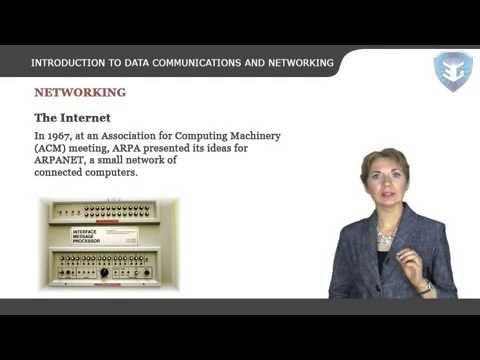 INTRODUCTION TO DATA COMMUNICATIONS AND NETWORKING
NETWORKING
The Internet
In 1967, at an Association for Computing Machinery
(ACM) meeting, ARPA presented its ideas for
ARPANET, a small network of
connected computers.
INTERFACE
MESSAGE
PROCESSOR